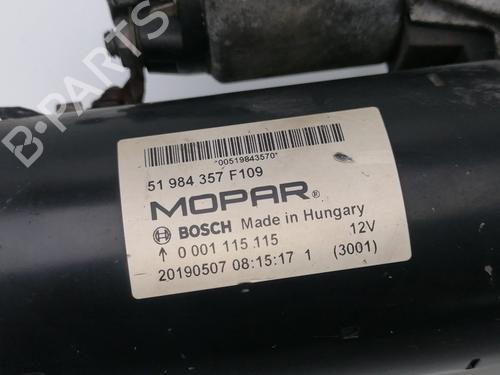 B-PARTS
*00519843570*
51 984 357 F109
MOPAR®
BOSCH Made in Hungary
↑ 0 001 115 115 12V
20190507 08:15:17 1 (3001)